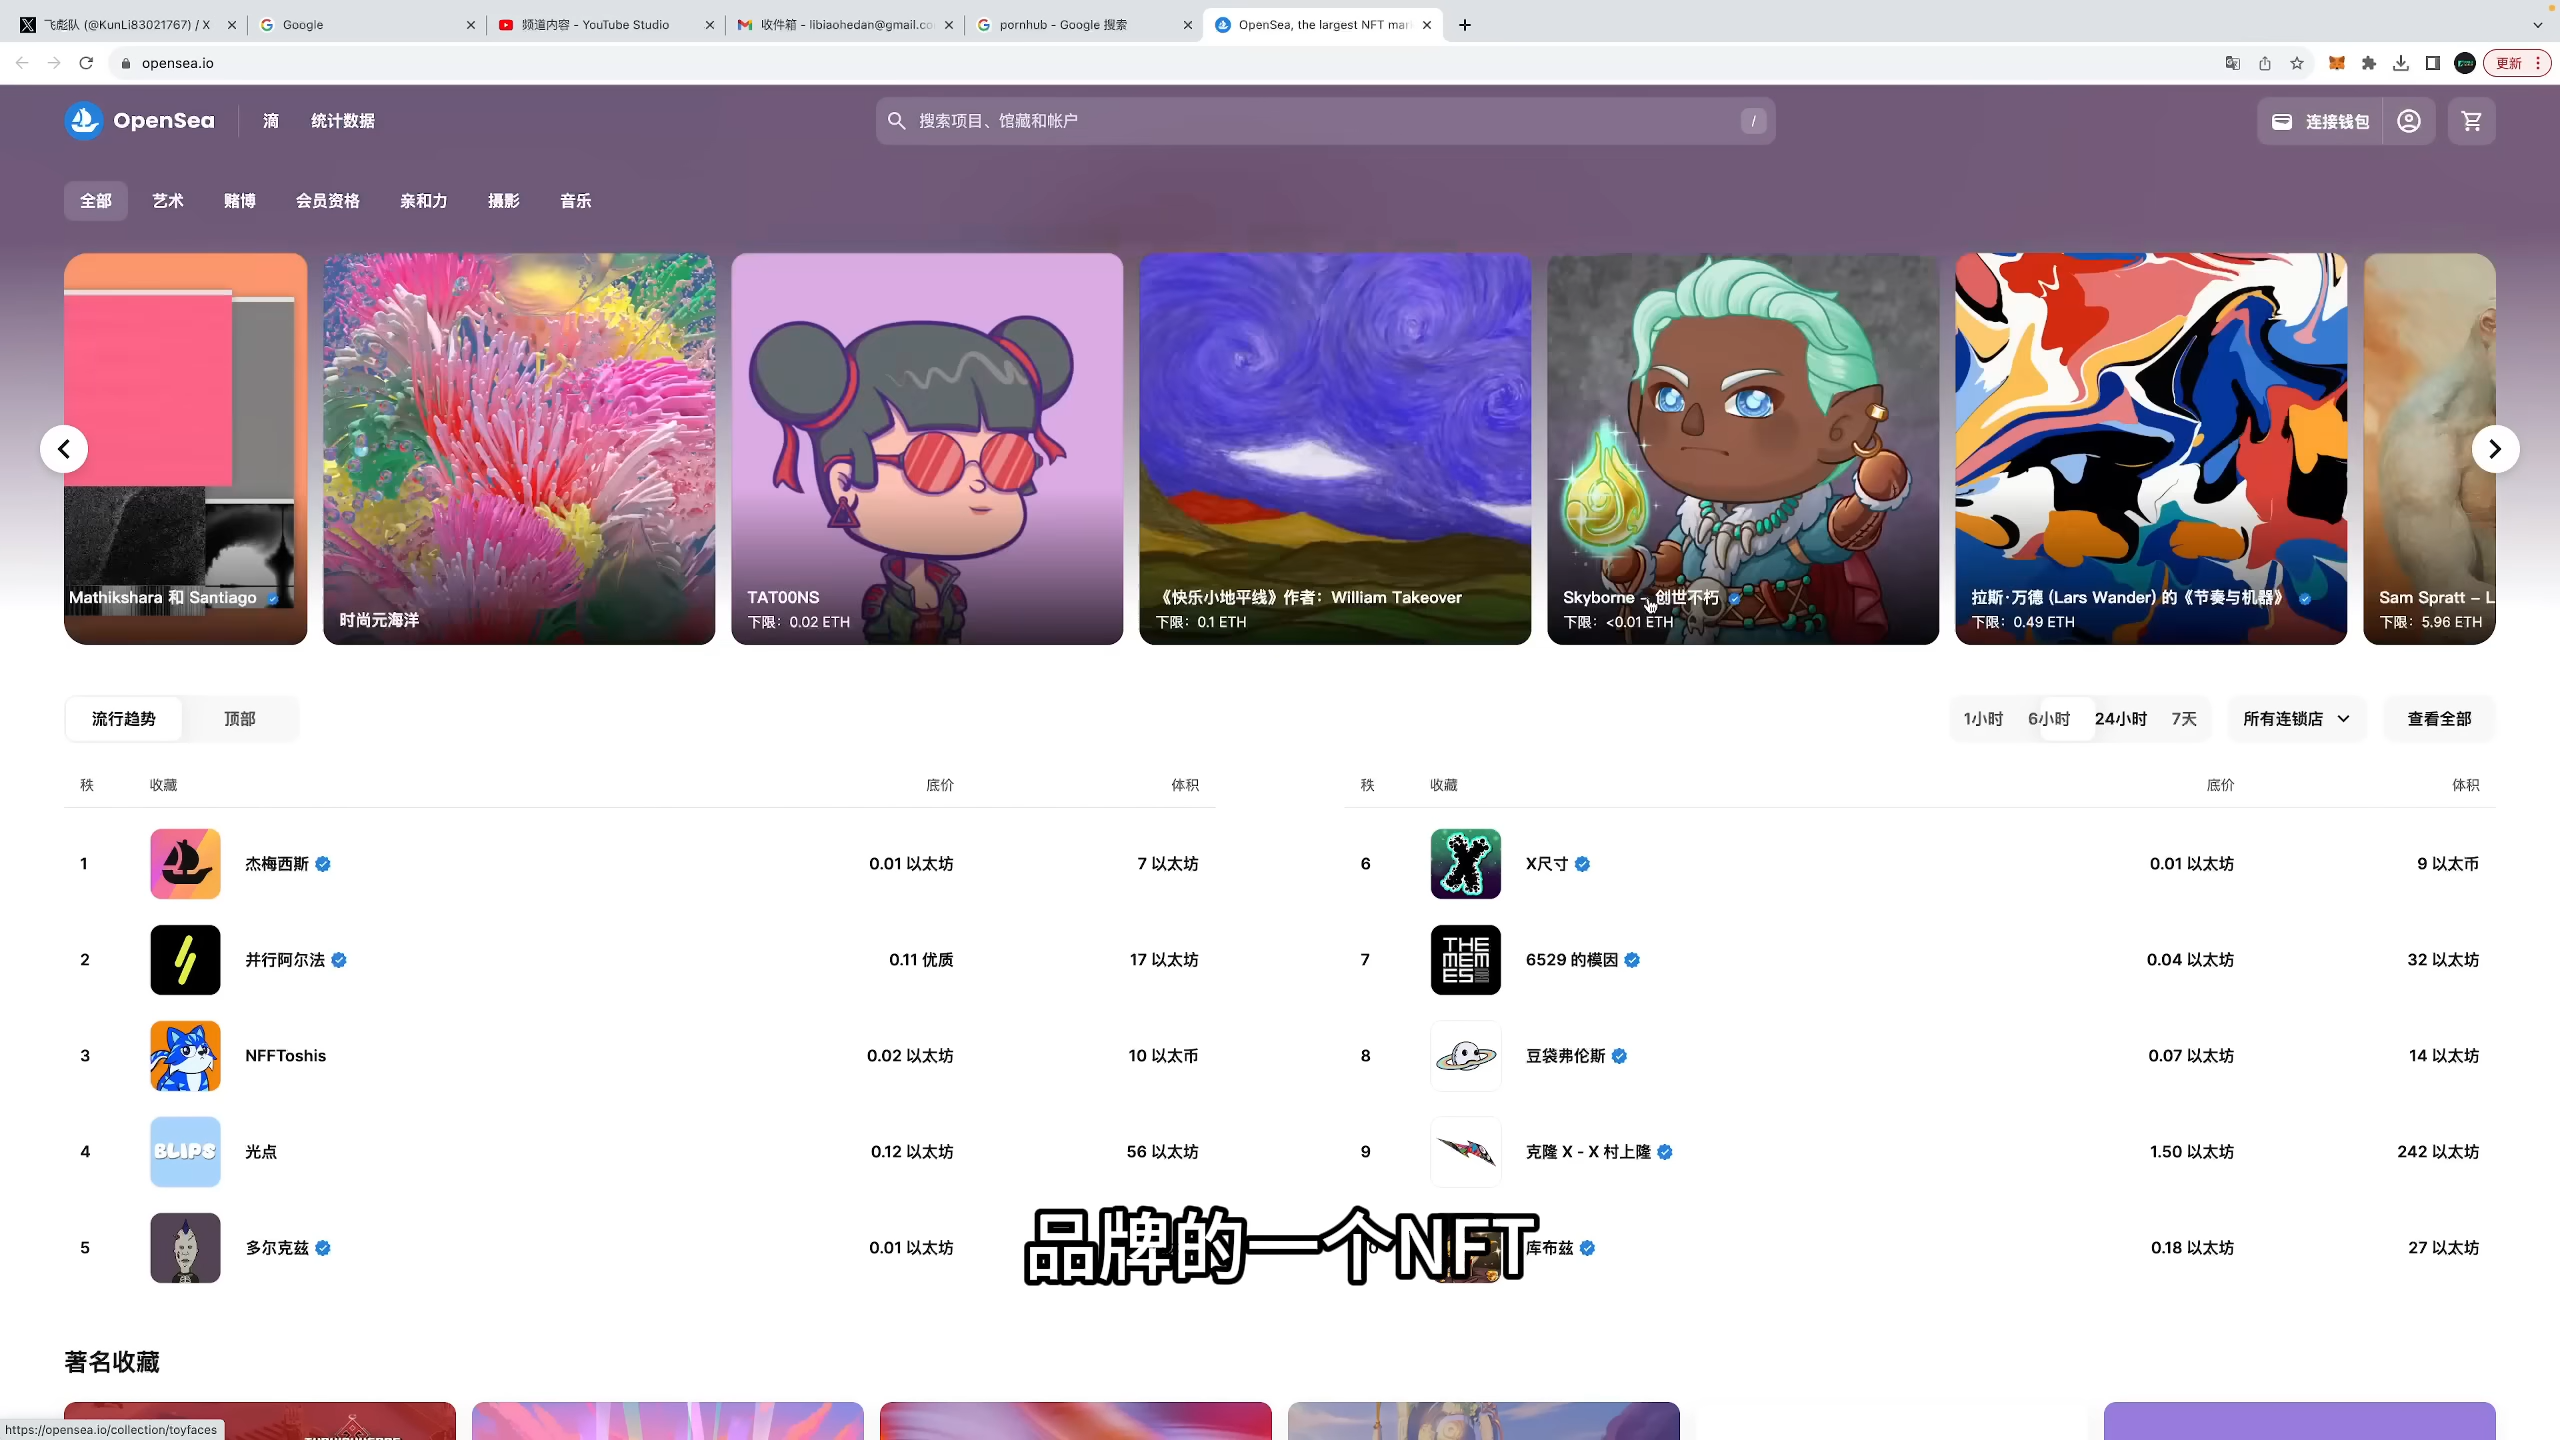 飞彪队 (@KunLi83021767) / X
Google
频道内容 - YouTube Studio
收件箱 - libiaohedan@gmail.co
pornhub - Google 搜索
OpenSea, the largest NFT mar
opensea.io
更新
OpenSea
滴
统计数据
搜索项目、馆藏和帐户
/
连接钱包
全部
艺术
赌博
会员资格
亲和力
摄影
音乐
Mathikshara 和 Santiago
时尚元海洋
TAT00NS
下限：0.02 ETH
《快乐小地平线》作者：William Takeover
下限：0.1 ETH
Skyborne - 创世不朽
下限：<0.01 ETH
拉斯·万德 (Lars Wander) 的《节奏与机器》
下限：0.49 ETH
Sam Spratt – L
下限：5.96 ETH
流行趋势
顶部
1小时
6小时
24小时
7天
所有连锁店
查看全部
秩 收藏 底价 体积
1 杰梅西斯 0.01 以太坊 7 以太坊
2 并行阿尔法 0.11 优质 17 以太坊
3 NFFToshis 0.02 以太坊 10 以太币
4 BLIPS 光点 0.12 以太坊 56 以太坊
5 多尔克兹 0.01 以太坊
秩 收藏 底价 体积
6 X尺寸 0.01 以太坊 9 以太币
7 THE MEMES 6529 的模因 0.04 以太坊 32 以太坊
8 豆袋弗伦斯 0.07 以太坊 14 以太坊
9 克隆 X - X 村上隆 1.50 以太坊 242 以太坊
库布兹 0.18 以太坊 27 以太坊
品牌的一个NFT
著名收藏
https://opensea.io/collection/toyfaces